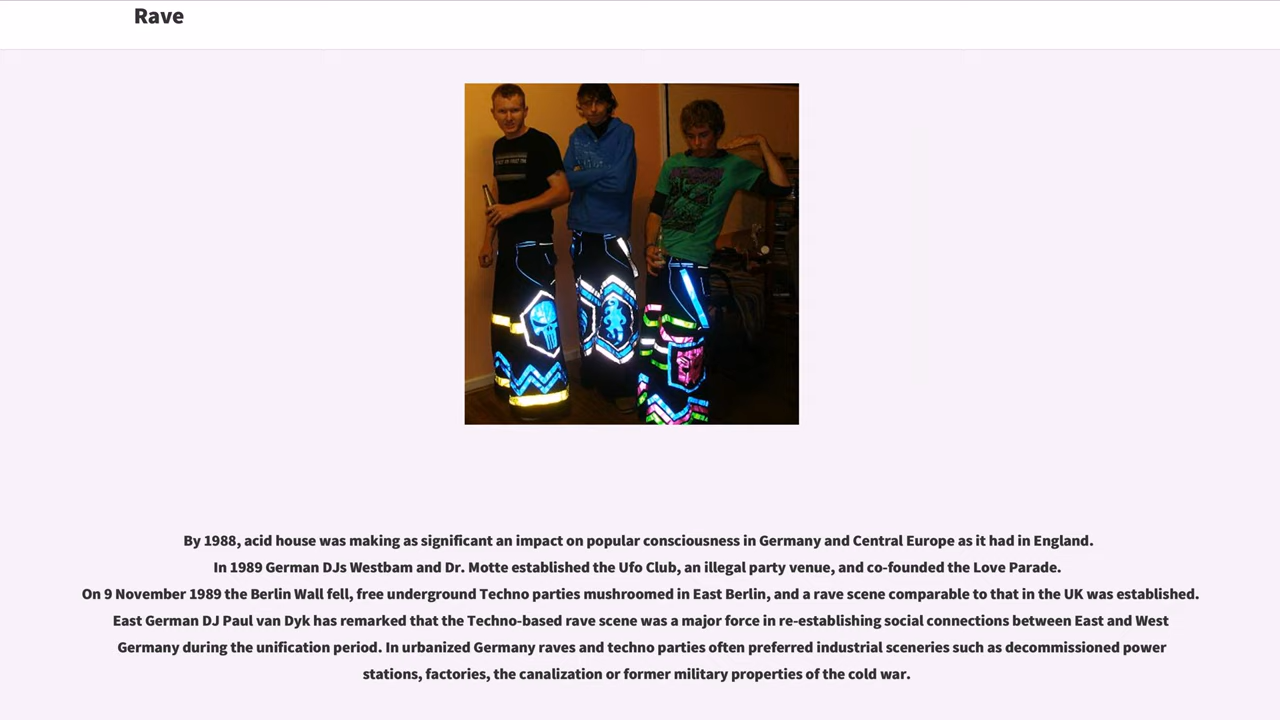 Rave
By 1988, acid house was making as significant an impact on popular consciousness in Germany and Central Europe as it had in England.
In 1989 German DJs Westbam and Dr. Motte established the Ufo Club, an illegal party venue, and co-founded the Love Parade.
On 9 November 1989 the Berlin Wall fell, free underground Techno parties mushroomed in East Berlin, and a rave scene comparable to that in the UK was established.
East German DJ Paul van Dyk has remarked that the Techno-based rave scene was a major force in re-establishing social connections between East and West
Germany during the unification period. In urbanized Germany raves and techno parties often preferred industrial sceneries such as decommissioned power
stations, factories, the canalization or former military properties of the cold war.